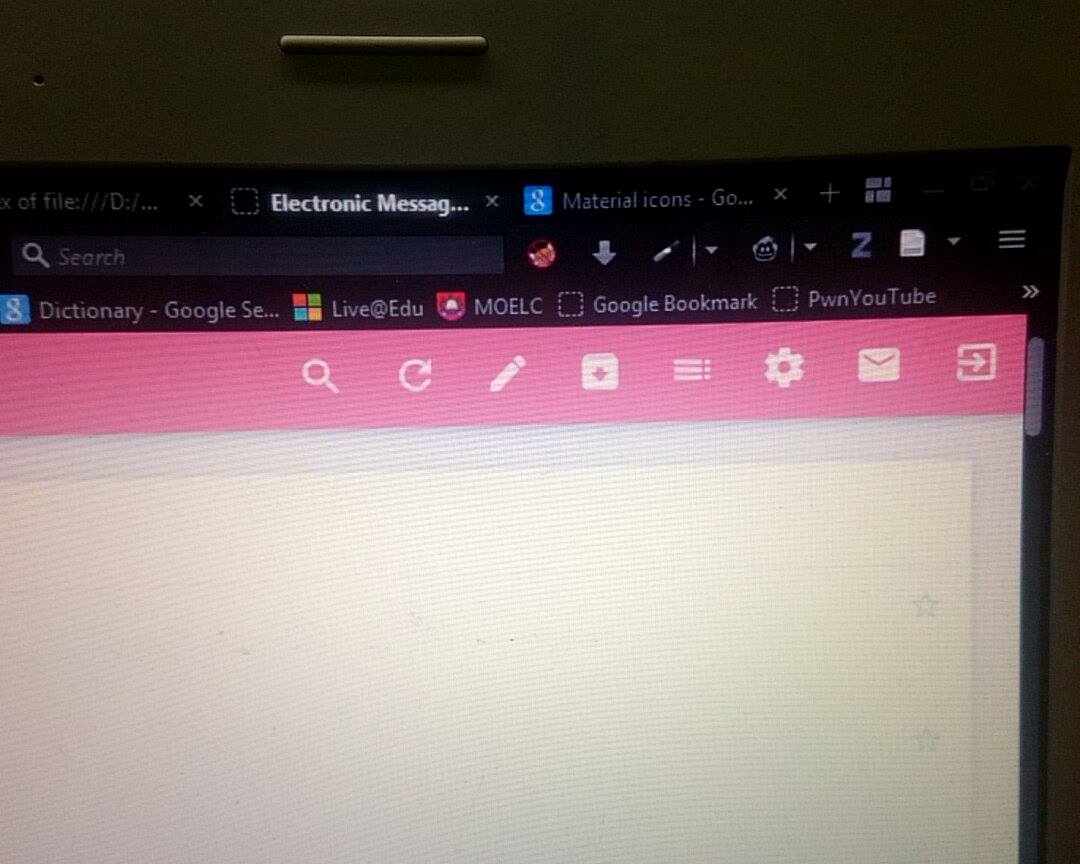 x of file:///D:/... Electronic Messag... Material icons - Go...
Search
Dictionary - Google Se... Live@Edu MOELC Google Bookmark PwnYouTube